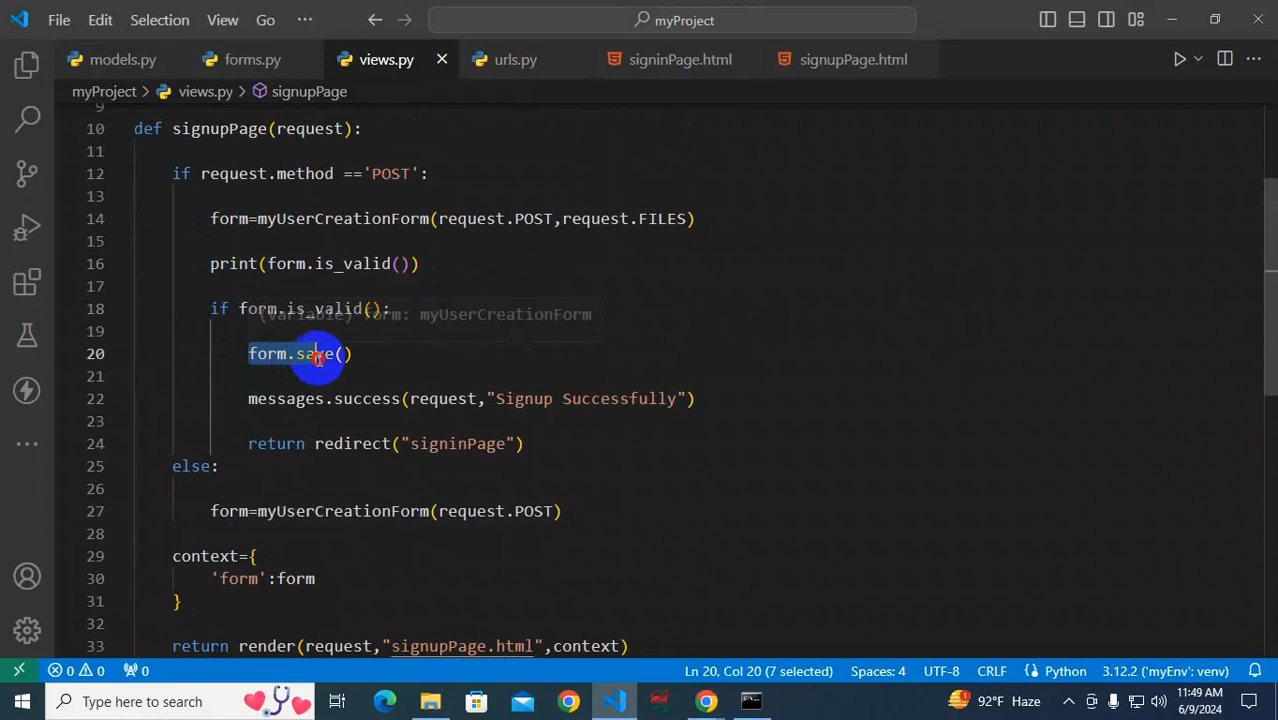 File Edit Selection View Go ··· myProject
models.py forms.py views.py urls.py signinPage.html signupPage.html
myProject > views.py > signupPage
9
10 def signupPage(request):
11
12 if request.method =='POST':
13
14 form=myUserCreationForm(request.POST,request.FILES)
15
16 print(form.is_valid())
17
18 if form.is_valid():
(variable) form: myUserCreationForm
19
20 form.save()
21
22 messages.success(request,"Signup Successfully")
23
24 return redirect("signinPage")
25 else:
26
27 form=myUserCreationForm(request.POST)
28
29 context={
30 'form':form
31 }
32
33 return render(request,"signupPage.html",context)
0 0 0 Ln 20, Col 20 (7 selected) Spaces: 4 UTF-8 CRLF Python 3.12.2 ('myEnv': venv)
Type here to search 1 92°F Haze 11:49 AM
6/9/2024